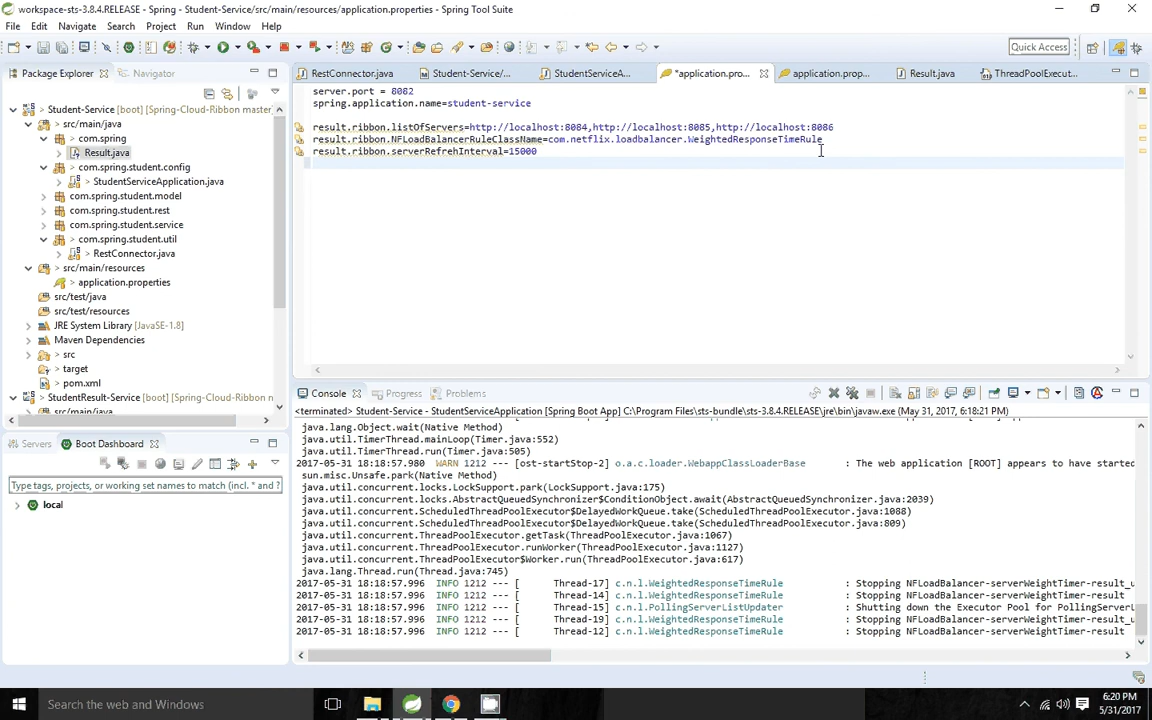 workspace-sts-3.8.4.RELEASE - Spring - Student-Service/src/main/resources/application.properties - Spring Tool Suite
File Edit Navigate Search Project Run Window Help
Quick Access
Package Explorer
Navigator
RestConnector.java
Student-Service/...
StudentServiceA...
*application.pro...
application.prop...
Result.java
ThreadPoolExecut...
Student-Service [boot] [Spring-Cloud-Ribbon master
src/main/java
com.spring
Result.java
com.spring.config
StudentServiceApplication.java
com.spring.student.model
com.spring.student.rest
com.spring.student.service
com.spring.student.util
RestConnector.java
src/main/resources
application.properties
src/test/java
src/test/resources
JRE System Library [JavaSE-1.8]
Maven Dependencies
src
target
pom.xml
StudentResult-Service [boot] [Spring-Cloud-Ribbon n
src/main/java
server.port = 8082
spring.application.name=student-service
result.ribbon.listOfServers=http://localhost:8084,http://localhost:8085,http://localhost:8086
result.ribbon.NFLoadBalancerRuleClassName=com.netflix.loadbalancer.WeightedResponseTimeRule
result.ribbon.serverRefrehInterval=15000
Servers
Boot Dashboard
Type tags, projects, or working set names to match (incl. * and ?
local
Console
Progress
Problems
<terminated> Student-Service - StudentServiceApplication [Spring Boot App] C:\Program Files\sts-bundle\sts-3.8.4.RELEASE\jre\bin\javaw.exe (May 31, 2017, 6:18:21 PM)
java.lang.Object.wait(Native Method)
java.util.TimerThread.mainLoop(Timer.java:552)
java.util.TimerThread.run(Timer.java:505)
2017-05-31 18:18:57.980 WARN 1212 --- [ost-startStop-2] o.a.c.loader.WebappClassLoaderBase : The web application [ROOT] appears to have started
sun.misc.Unsafe.park(Native Method)
java.util.concurrent.locks.LockSupport.park(LockSupport.java:175)
java.util.concurrent.locks.AbstractQueuedSynchronizer$ConditionObject.await(AbstractQueuedSynchronizer.java:2039)
java.util.concurrent.ScheduledThreadPoolExecutor$DelayedWorkQueue.take(ScheduledThreadPoolExecutor.java:1088)
java.util.concurrent.ScheduledThreadPoolExecutor$DelayedWorkQueue.take(ScheduledThreadPoolExecutor.java:809)
java.util.concurrent.ThreadPoolExecutor.getTask(ThreadPoolExecutor.java:1067)
java.util.concurrent.ThreadPoolExecutor.runWorker(ThreadPoolExecutor.java:1127)
java.util.concurrent.ThreadPoolExecutor$Worker.run(ThreadPoolExecutor.java:617)
java.lang.Thread.run(Thread.java:745)
2017-05-31 18:18:57.996 INFO 1212 --- [ Thread-17] c.n.l.WeightedResponseTimeRule : Stopping NFLoadBalancer-serverWeightTimer-result_u
2017-05-31 18:18:57.996 INFO 1212 --- [ Thread-14] c.n.l.WeightedResponseTimeRule : Stopping NFLoadBalancer-serverWeightTimer-result
2017-05-31 18:18:57.996 INFO 1212 --- [ Thread-15] c.n.l.PollingServerListUpdater : Shutting down the Executor Pool for PollingServerL
2017-05-31 18:18:57.996 INFO 1212 --- [ Thread-19] c.n.l.WeightedResponseTimeRule : Stopping NFLoadBalancer-serverWeightTimer-result_u
2017-05-31 18:18:57.996 INFO 1212 --- [ Thread-12] c.n.l.WeightedResponseTimeRule : Stopping NFLoadBalancer-serverWeightTimer-result
Search the web and Windows
6:20 PM
5/31/2017